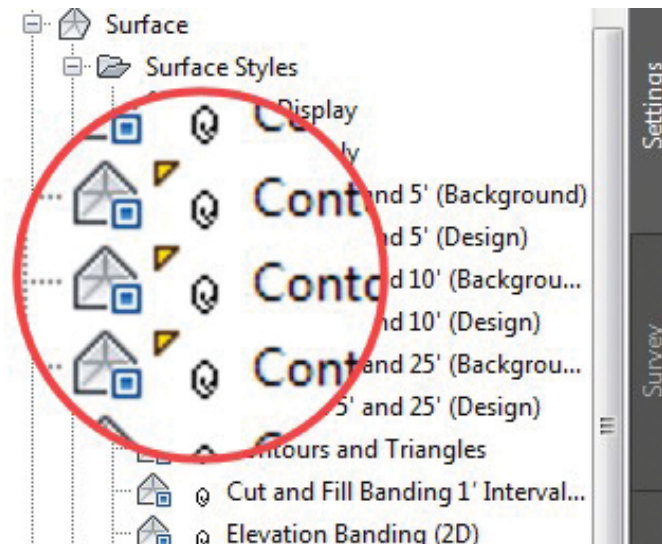 Surface
Surface Styles
Display
ly
Cont and 5' (Background)
nd 5' (Design)
Conto d 10' (Backgrou...
nd 10' (Design)
Cont and 25' (Backgrou...
5' and 25' (Design)
ntours and Triangles
Cut and Fill Banding 1' Interval...
Elevation Banding (2D)
Settings
Survey